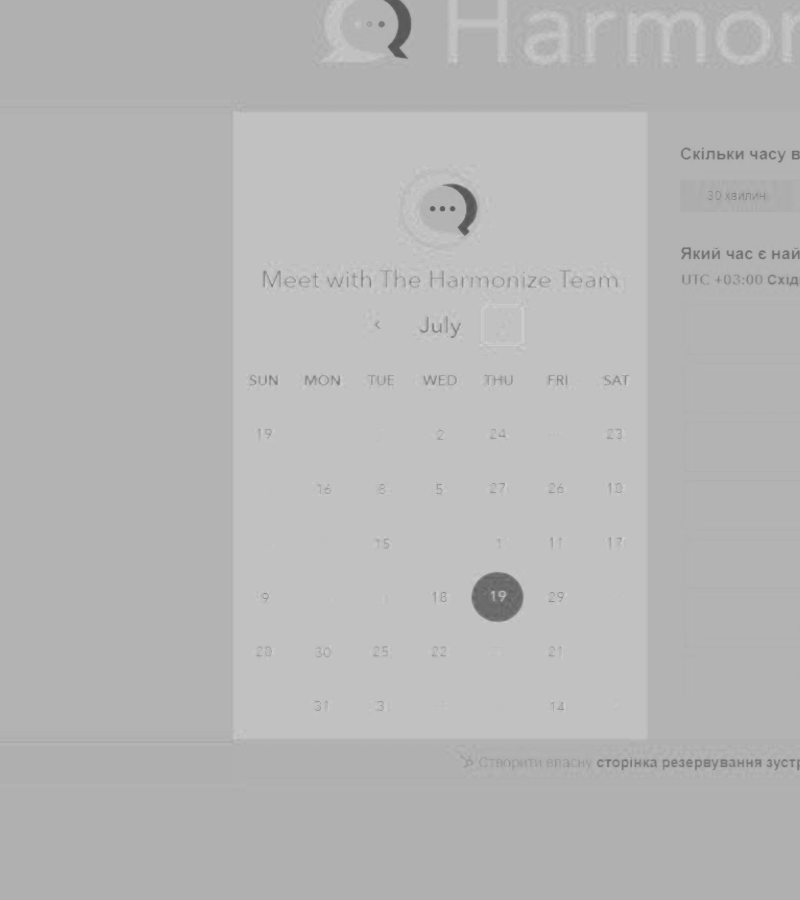 Harmon
Скільки часу в
30 хвилин
Meet with The Harmonize Team
Який час є най
UTC +03:00 Схід
‹ July
SUN MON TUE WED THU FRI SAT
19 2 24 23
16 8 5 27 26 10
15 1 11 17
9 18 19 29
20 30 25 22 21
31 3 14
Створити власну сторінка резервування зустр